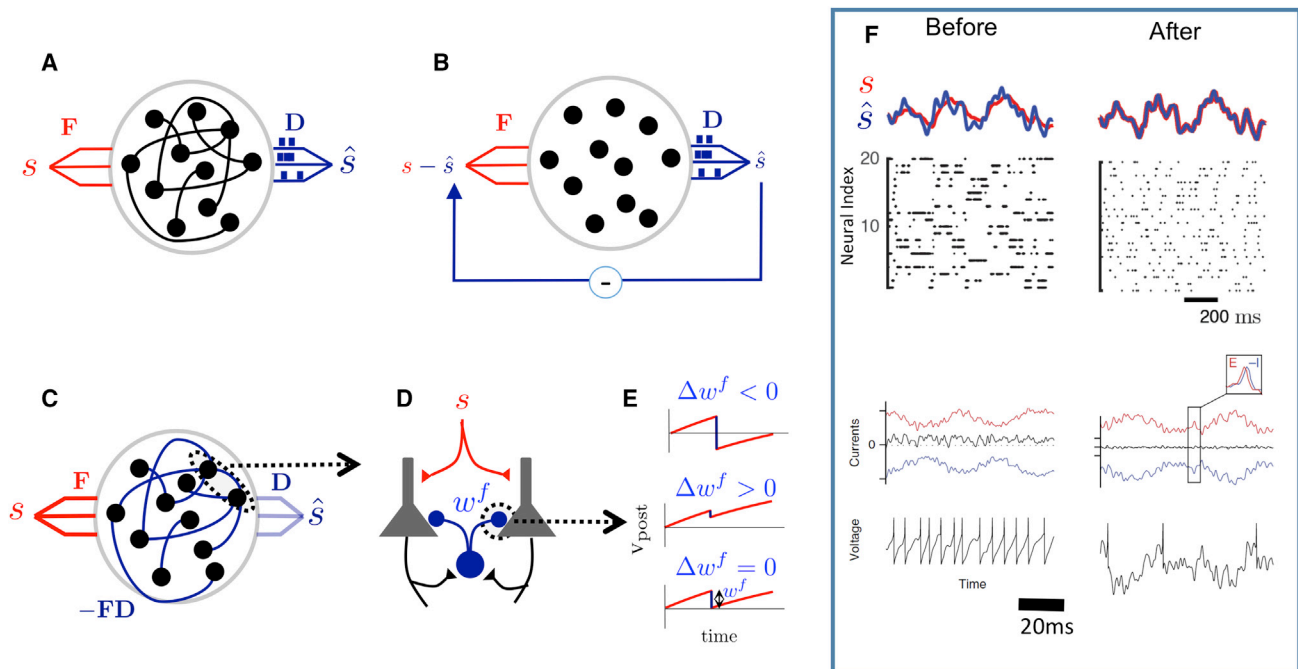 A
F
s
D
ŝ
B
F
s − ŝ
D
ŝ
-
C
F
s
D
ŝ
−FD
D
s
w^f
E
Δw^f < 0
Δw^f > 0
Δw^f = 0
w^f
v_post
time
F
Before
After
s
ŝ
20
10
Neural Index
200 ms
E
−I
Currents
0
Voltage
Time
20ms